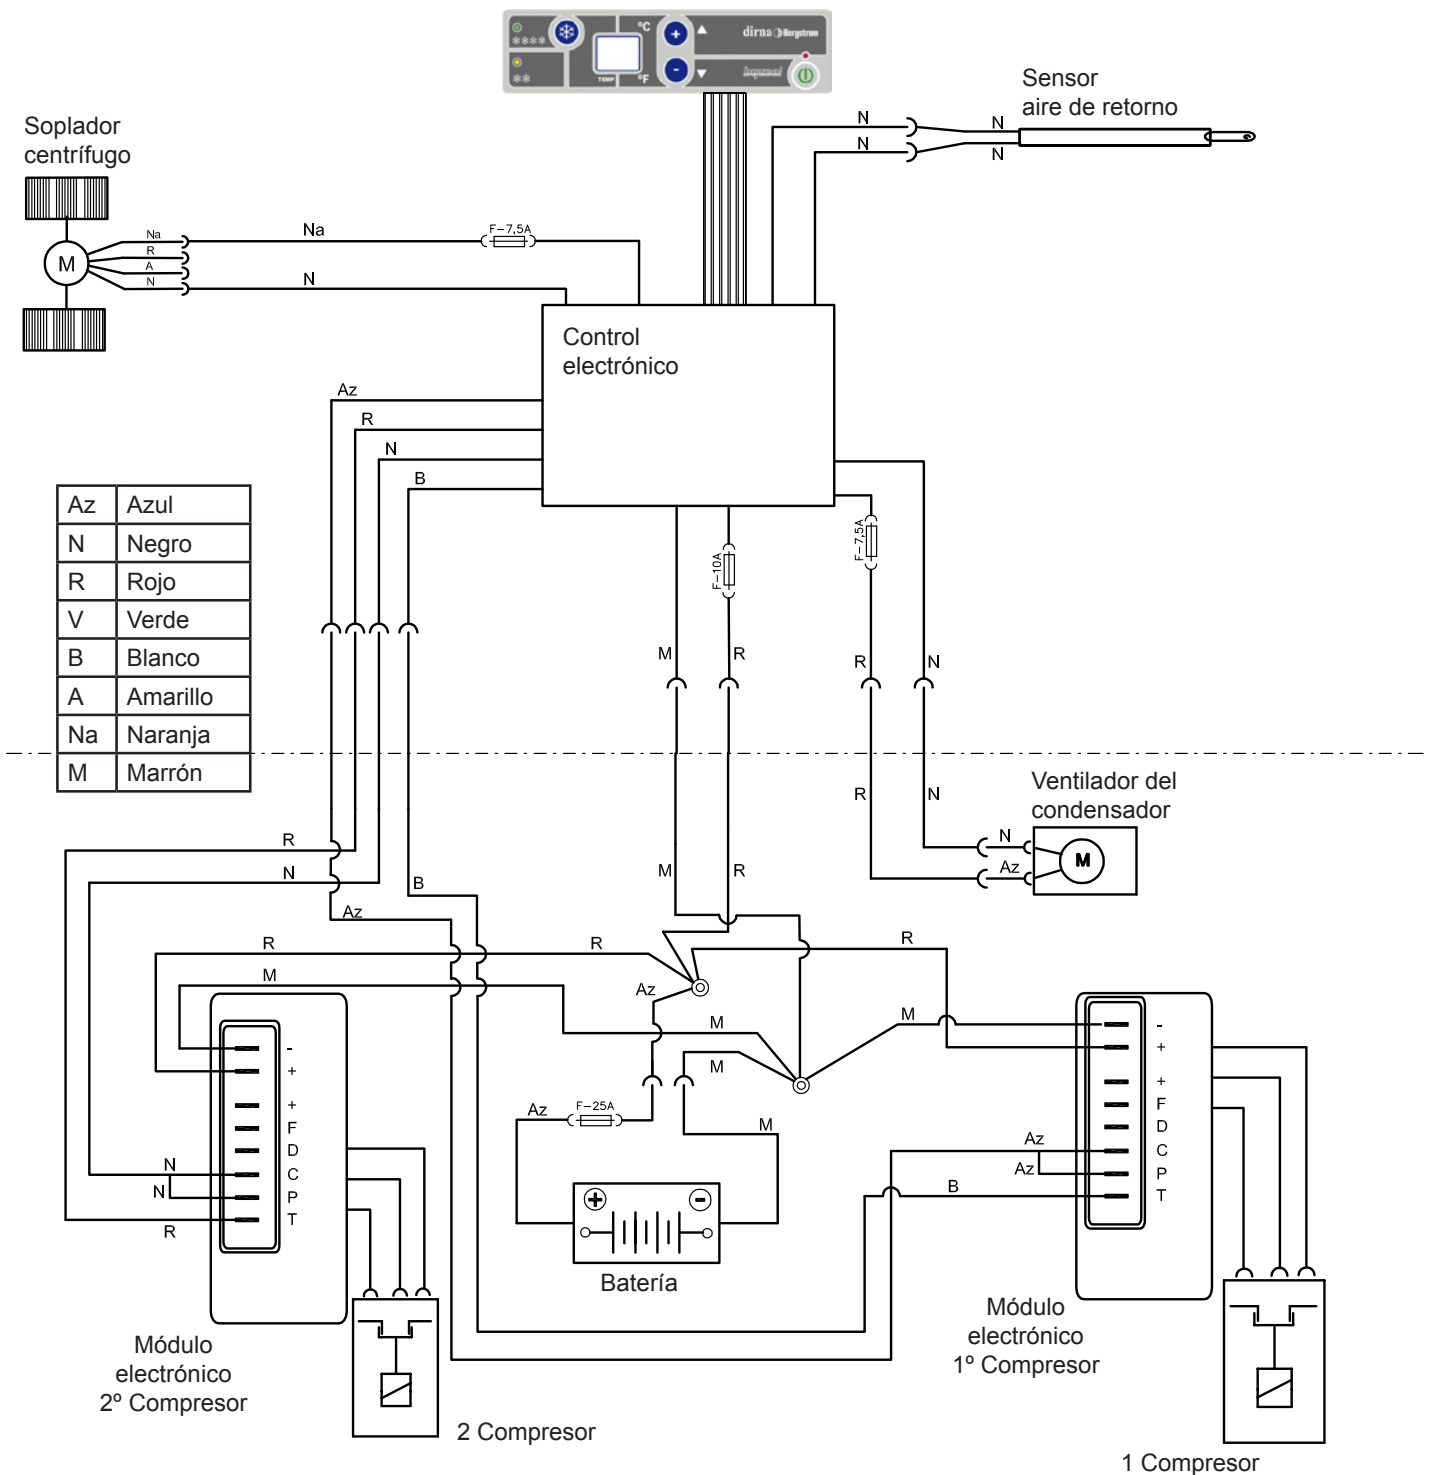 °C
dirna Bergstrom
TEMP
°F
+
-
Sensor
aire de retorno
N
N
N
N
Soplador
centrífugo
M
Na
R
A
N
Na
N
F-7,5A
Control
electrónico
Az
R
N
B
Az Azul
N Negro
R Rojo
V Verde
B Blanco
A Amarillo
Na Naranja
M Marrón
F-10A
F-7,5A
M
R
R
N
R
N
Ventilador del
condensador
N
Az
M
R
N
B
Az
M
R
R
M
R
R
Az
M
M
M
Az
F-25A
M
Batería
-
+
+
F
D
C
P
T
N
N
R
-
+
+
F
D
C
P
T
Az
Az
B
Módulo
electrónico
2º Compresor
2 Compresor
Módulo
electrónico
1º Compresor
1 Compresor